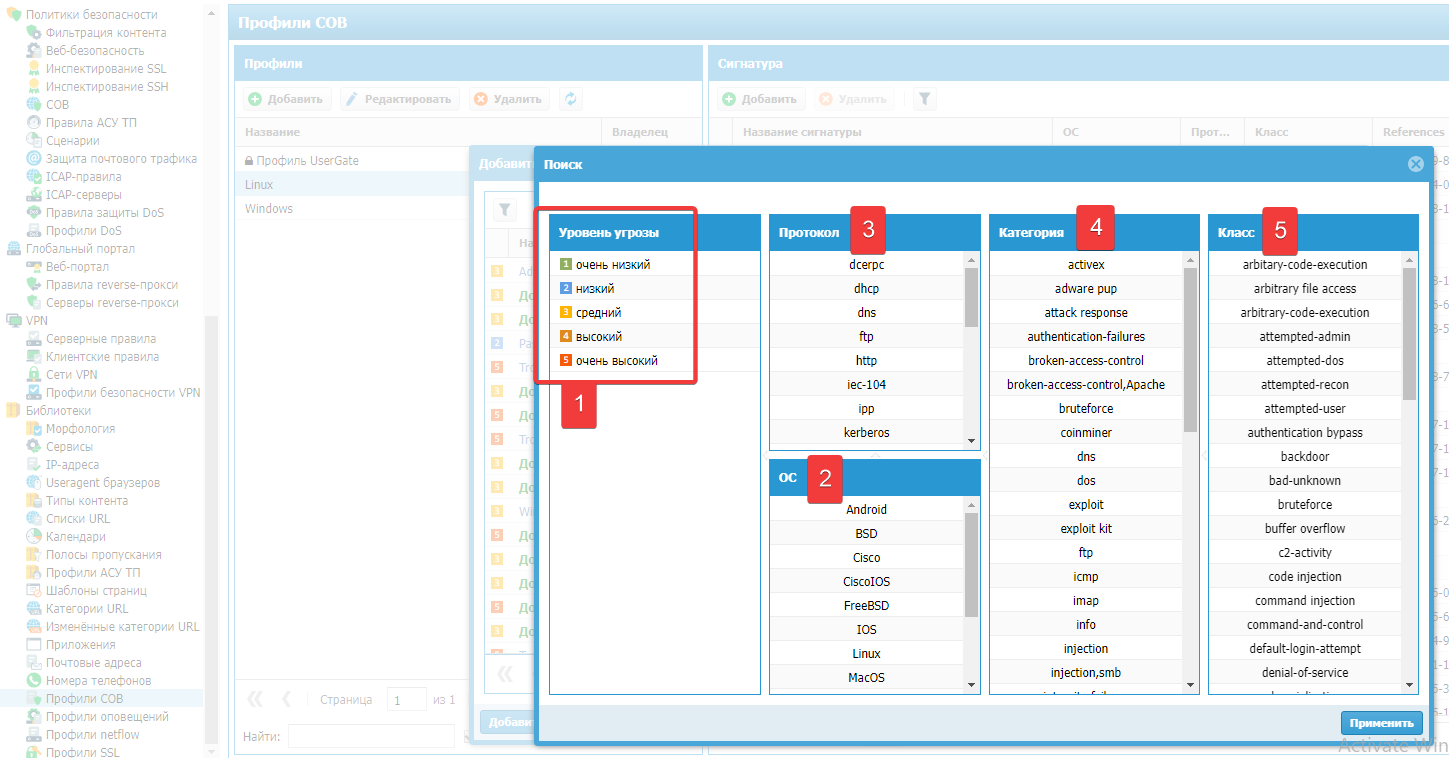 Политики безопасности
Фильтрация контента
Веб-безопасность
Инспектирование SSL
Инспектирование SSH
СОВ
Правила АСУ ТП
Сценарии
Защита почтового трафика
ICAP-правила
ICAP-серверы
Правила защиты DoS
Профили DoS
Глобальный портал
Веб-портал
Правила reverse-прокси
Серверы reverse-прокси
VPN
Серверные правила
Клиентские правила
Сети VPN
Профили безопасности VPN
Библиотеки
Морфология
Сервисы
IP-адреса
Useragent браузеров
Типы контента
Списки URL
Календари
Полосы пропускания
Профили АСУ ТП
Шаблоны страниц
Категории URL
Изменённые категории URL
Приложения
Почтовые адреса
Номера телефонов
Профили СОВ
Профили оповещений
Профили netflow
Профили SSL
Профили СОВ
Профили
Добавить Редактировать Удалить
Название Владелец
Профиль UserGate
Linux
Windows
Страница 1 из 1
Найти:
Сигнатура
Добавить Удалить
Название сигнатуры ОС Прот... Класс References
Поиск
Уровень угрозы
1 очень низкий
2 низкий
3 средний
4 высокий
5 очень высокий
1
Протокол 3
dcerpc
dhcp
dns
ftp
http
iec-104
ipp
kerberos
ОС 2
Android
BSD
Cisco
CiscoIOS
FreeBSD
IOS
Linux
MacOS
Категория 4
activex
adware pup
attack response
authentication-failures
broken-access-control
broken-access-control,Apache
bruteforce
coinminer
dns
dos
exploit
exploit kit
ftp
icmp
imap
info
injection
injection,smb
Класс 5
arbitary-code-execution
arbitrary file access
arbitrary-code-execution
attempted-admin
attempted-dos
attempted-recon
attempted-user
authentication bypass
backdoor
bad-unknown
bruteforce
buffer overflow
c2-activity
code injection
command injection
command-and-control
default-login-attempt
denial-of-service
Применить
Activate Win